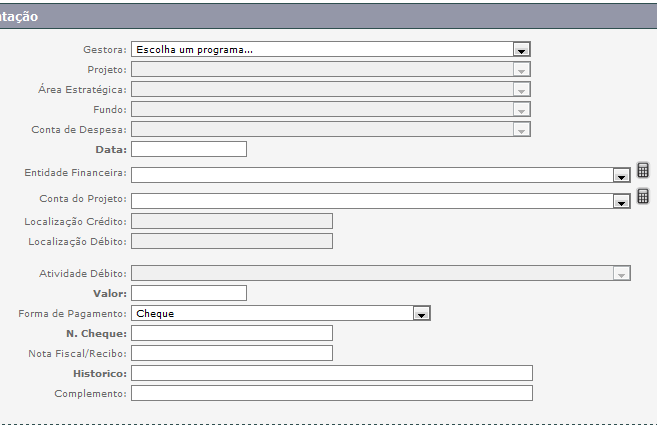 Gestora: Escolha um programa...
Projeto:
Área Estratégica:
Fundo:
Conta de Despesa:
Data:
Entidade Financeira:
Conta do Projeto:
Localização Crédito:
Localização Débito:
Atividade Débito:
Valor:
Forma de Pagamento: Cheque
N. Cheque:
Nota Fiscal/Recibo:
Historico:
Complemento: